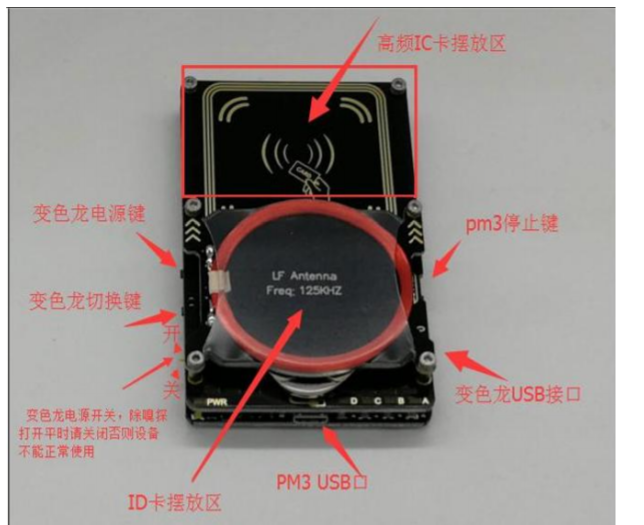 高频IC卡摆放区
变色龙电源键
pm3停止键
LF Antenna
Freq: 125KHZ
变色龙切换键
开
关
变色龙USB接口
PWR
D C B A
变色龙电源开关，除嗅探
打开平时请关闭否则设备
不能正常使用
PM3 USB口
ID卡摆放区